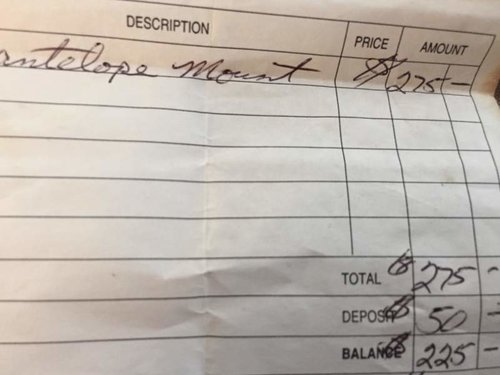 DESCRIPTION PRICE AMOUNT
antelope Mount $ 275 -
TOTAL $ 275 -
DEPOSIT $ 50 -
BALANCE $ 225 -